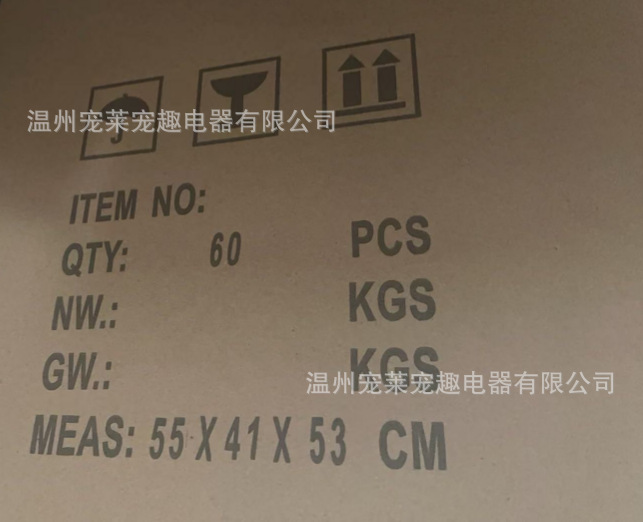 温州宠莱宠趣电器有限公司
ITEM NO:
QTY: 60 PCS
NW.: KGS
GW.: KGS
温州宠莱宠趣电器有限公司
MEAS: 55 X 41 X 53 CM